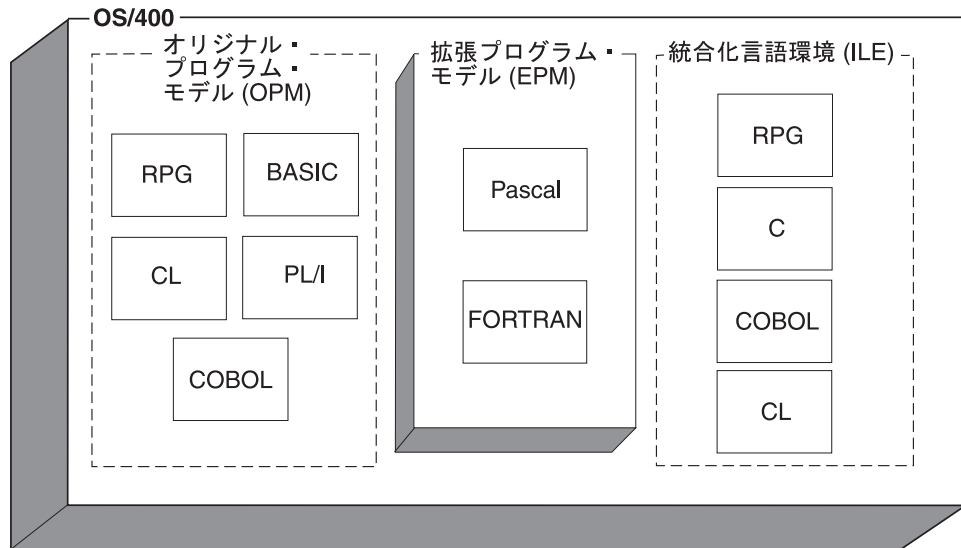 OS/400
オリジナル・
プログラム・
モデル (OPM)
RPG
BASIC
CL
PL/I
COBOL
拡張プログラム・
モデル (EPM)
Pascal
FORTRAN
統合化言語環境 (ILE)
RPG
C
COBOL
CL